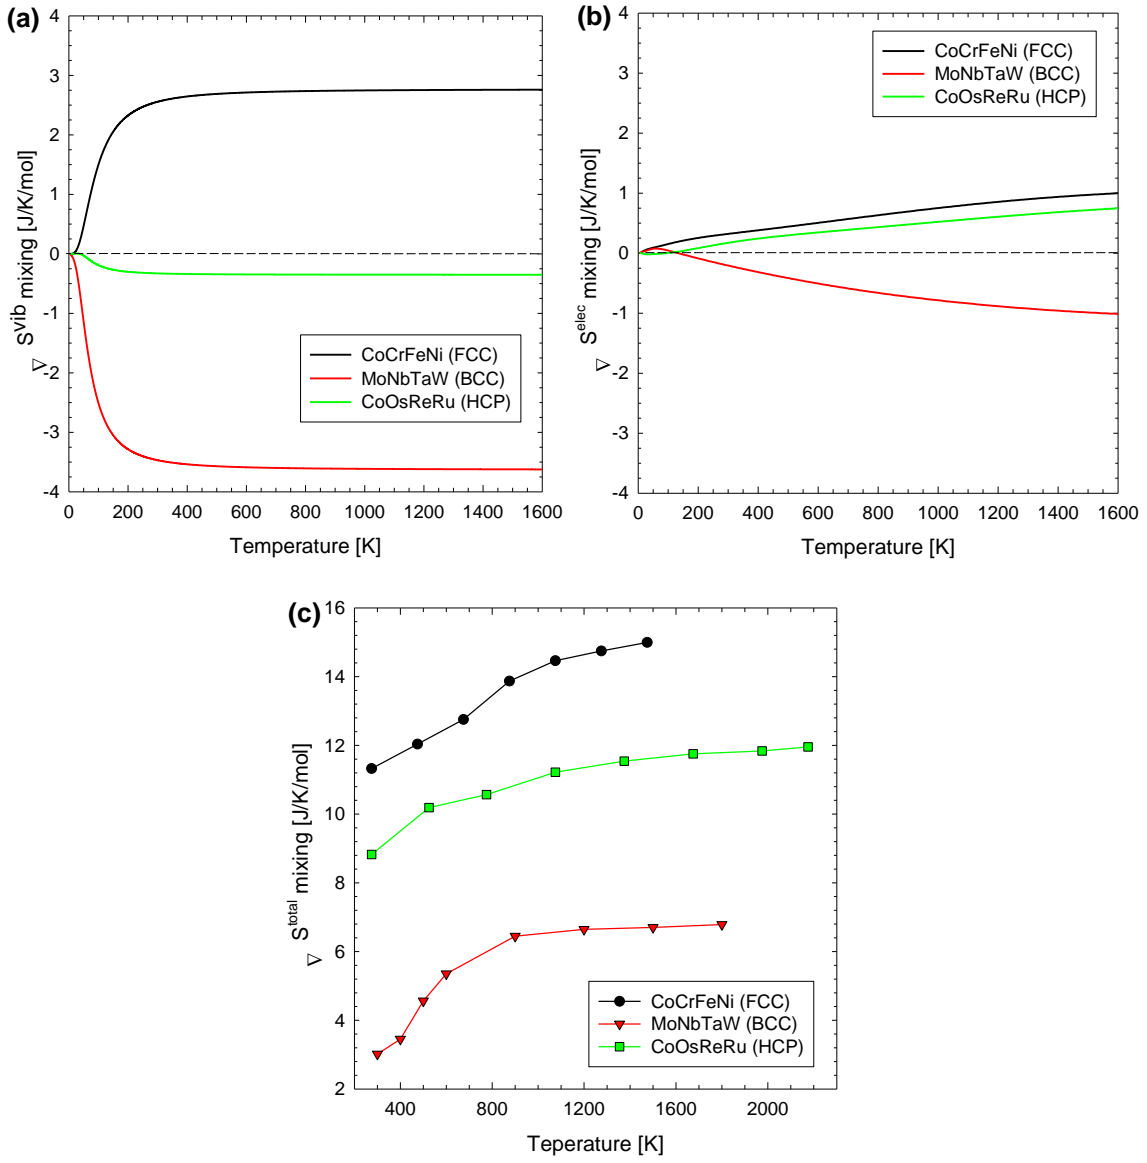 (a)
4
3
2
1
0
-1
-2
-3
-4
∇ S^vib mixing [J/K/mol]
CoCrFeNi (FCC)
MoNbTaW (BCC)
CoOsReRu (HCP)
0 200 400 600 800 1000 1200 1400 1600
Temperature [K]
(b)
4
3
2
1
0
-1
-2
-3
-4
∇ S^elec mixing [J/K/mol]
CoCrFeNi (FCC)
MoNbTaW (BCC)
CoOsReRu (HCP)
0 200 400 600 800 1000 1200 1400 1600
Temperature [K]
(c)
16
14
12
10
8
6
4
2
∇ S^total mixing [J/K/mol]
CoCrFeNi (FCC)
MoNbTaW (BCC)
CoOsReRu (HCP)
400 800 1200 1600 2000
Teperature [K]